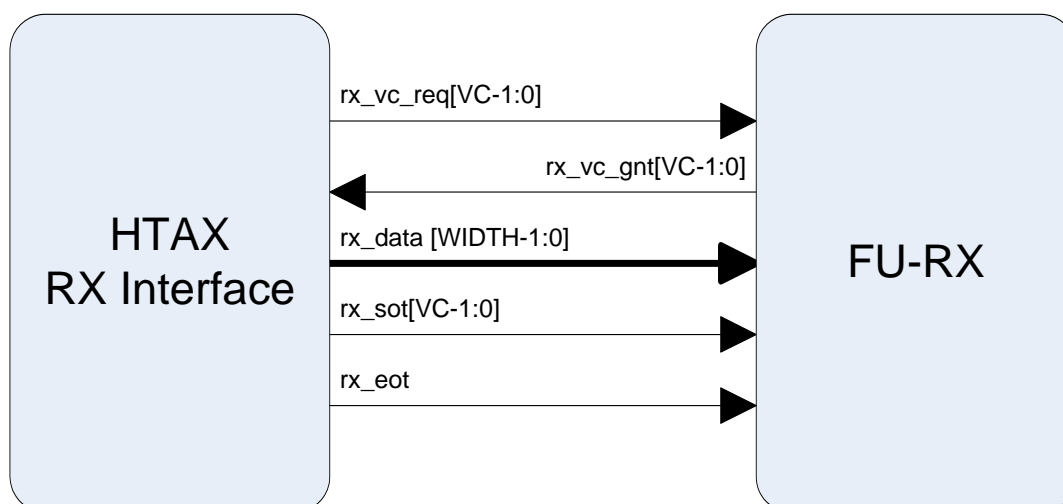 rx_vc_req[VC-1:0]
rx_vc_gnt[VC-1:0]
HTAX
RX Interface
rx_data [WIDTH-1:0]
FU-RX
rx_sot[VC-1:0]
rx_eot